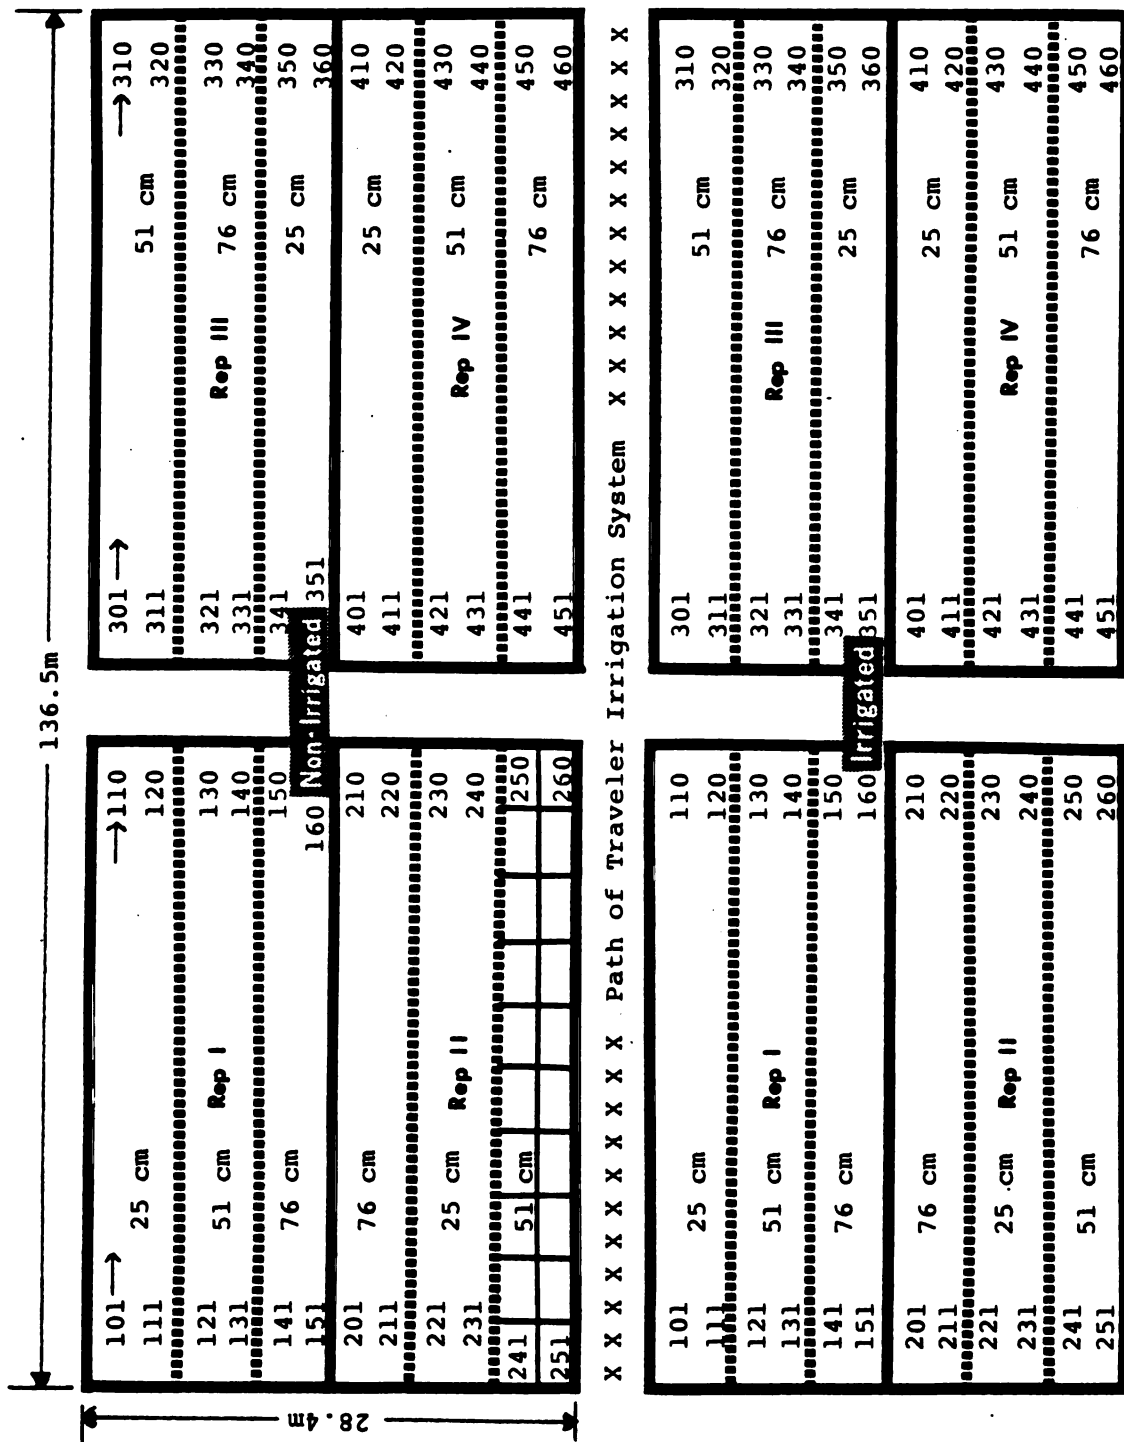 136.5m
28.4m
101→ →110 301→ →310
25 cm 51 cm
111 120 311 320
121 130 321 330
51 cm Rep I Rep III 76 cm
131 140 331 340
141 150 341 350
76 cm 25 cm
151 160 Non-Irrigated 351 360
201 210 401 410
76 cm 25 cm
211 220 411 420
221 230 421 430
25 cm Rep II Rep IV 51 cm
231 240 431 440
241 250 441 450
51 cm 76 cm
251 260 451 460
X X X X X X X X X X Path of Traveler Irrigation System X X X X X X X X X X X
101 110 301 310
25 cm 51 cm
111 120 311 320
121 130 321 330
51 cm Rep I Rep III 76 cm
131 140 331 340
141 150 341 350
76 cm 25 cm
151 160 Irrigated 351 360
201 210 401 410
76 cm 25 cm
211 220 411 420
221 230 421 430
25 cm Rep II Rep IV 51 cm
231 240 431 440
241 250 441 450
51 cm 76 cm
251 260 451 460